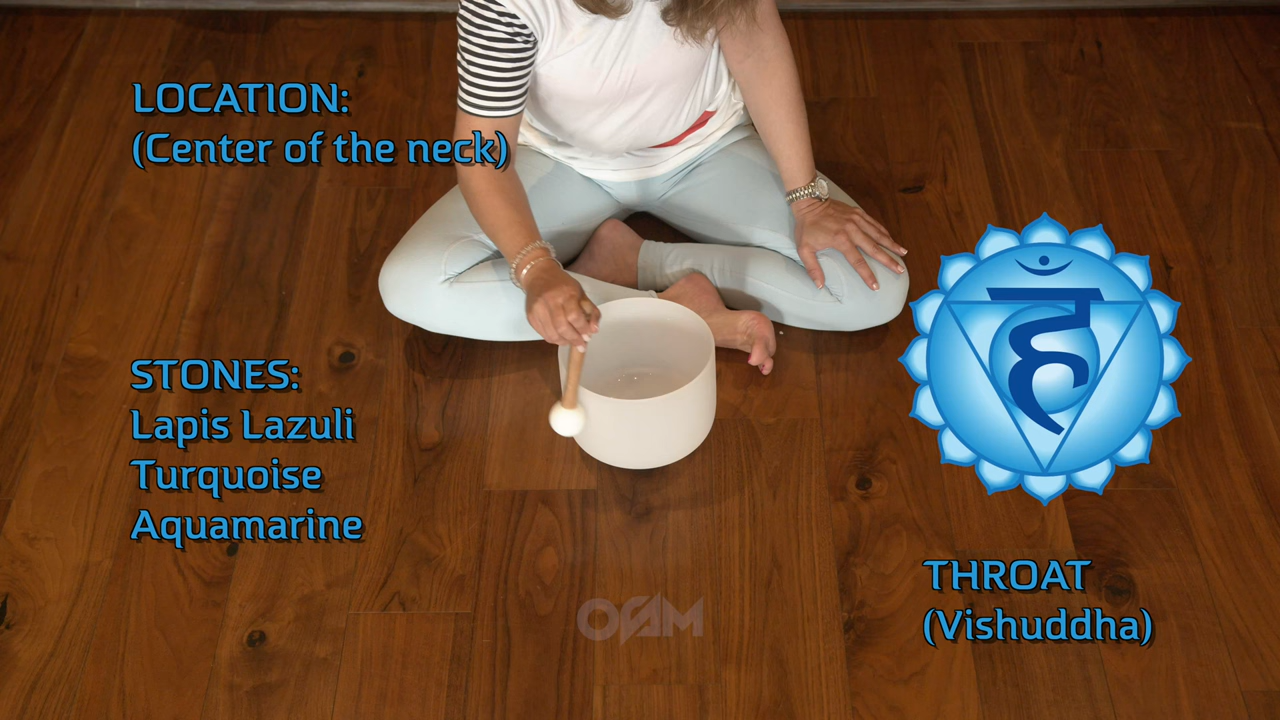 LOCATION:
(Center of the neck)
हँ
STONES:
Lapis Lazuli
Turquoise
Aquamarine
THROAT
(Vishuddha)